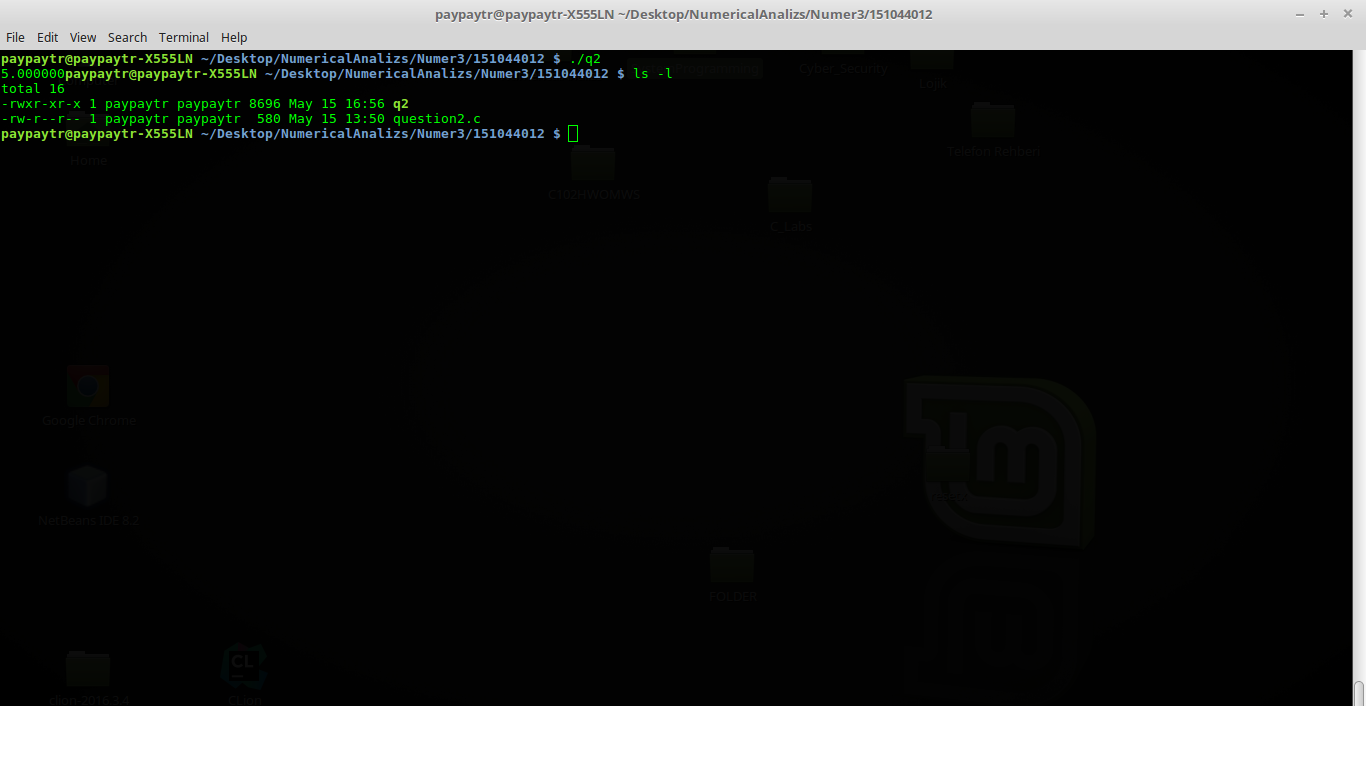 paypaytr@paypaytr-X555LN ~/Desktop/NumericalAnalizs/Numer3/151044012
File Edit View Search Terminal Help
paypaytr@paypaytr-X555LN ~/Desktop/NumericalAnalizs/Numer3/151044012 $ ./q2
5.000000paypaytr@paypaytr-X555LN ~/Desktop/NumericalAnalizs/Numer3/151044012 $ ls -l
total 16
-rwxr-xr-x 1 paypaytr paypaytr 8696 May 15 16:56 q2
-rw-r--r-- 1 paypaytr paypaytr  580 May 15 13:50 question2.c
paypaytr@paypaytr-X555LN ~/Desktop/NumericalAnalizs/Numer3/151044012 $
Programming
Cyber_Security
Lojik
Telefon Rehberi
Home
C102HWOMWS
C_Labs
Google Chrome
NetBeans IDE 8.2
FOLDER
CL
clion-2016.3.4
CLion